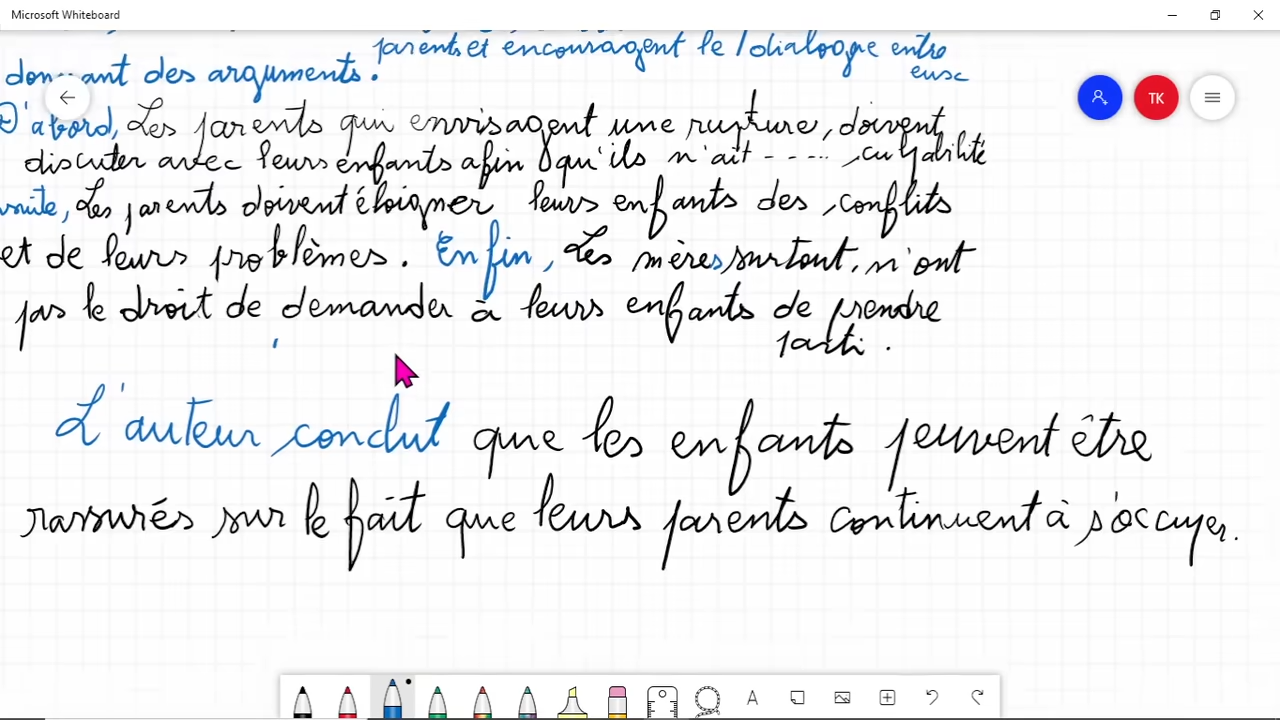 Microsoft Whiteboard
parents et encouragent le dialogue entre
eux
donnant des arguments.
D'abord, Les parents qui envisagent une rupture, doivent
discuter avec leurs enfants afin qu'ils n'ait ----... culpabilité
suite, Les parents doivent éloigner leurs enfants des conflits
et de leurs problèmes. Enfin, Les mères surtout, n'ont
pas le droit de demander à leurs enfants de prendre
parti.
L'auteur conclut que les enfants peuvent être
rassurés sur le fait que leurs parents continuent à s'occuper.
TK
A